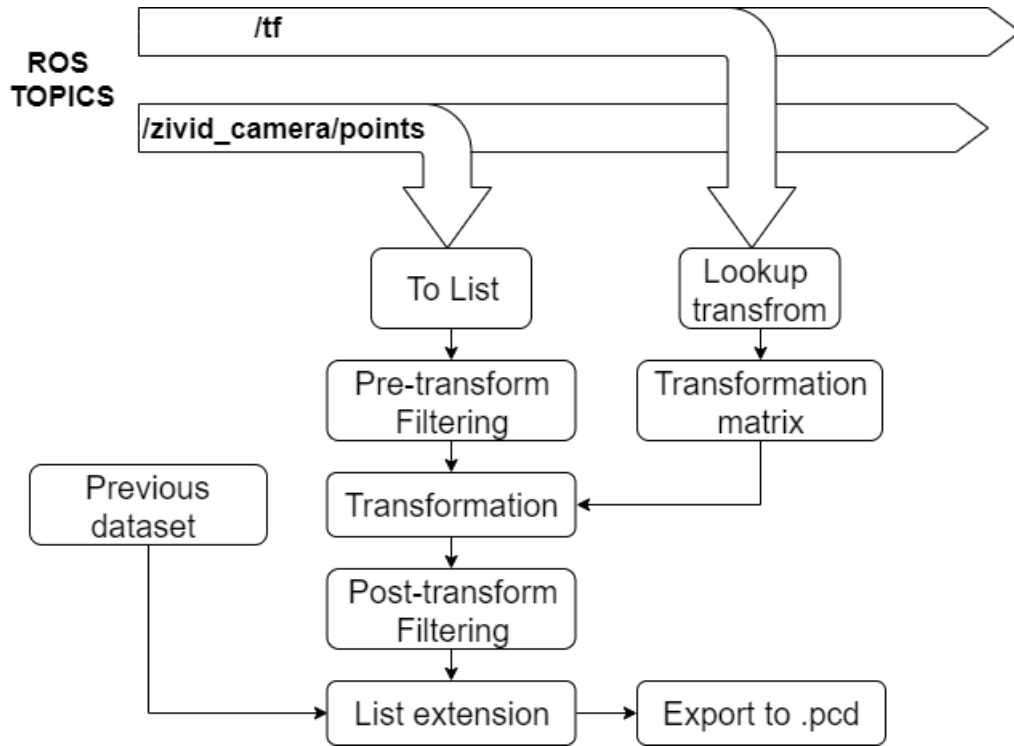 /tf
ROS
TOPICS
/zivid_camera/points
To List
Lookup
transfrom
Pre-transform
Filtering
Transformation
matrix
Previous
dataset
Transformation
Post-transform
Filtering
List extension
Export to .pcd